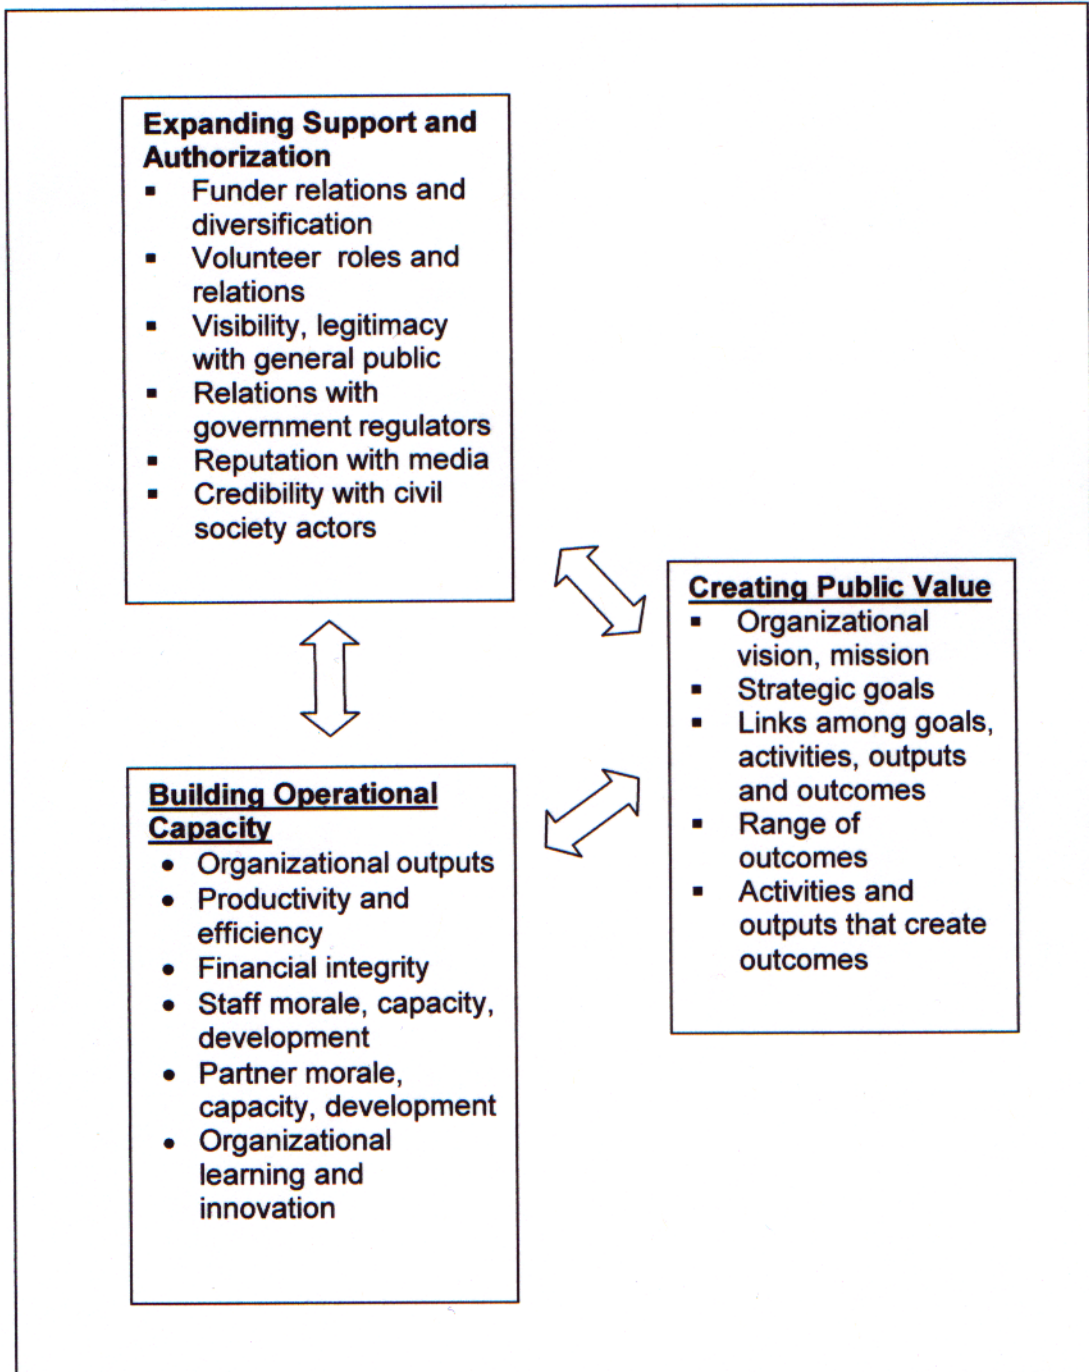 Expanding Support and
Authorization
▪ Funder relations and
diversification
▪ Volunteer roles and
relations
▪ Visibility, legitimacy
with general public
▪ Relations with
government regulators
▪ Reputation with media
▪ Credibility with civil
society actors
Creating Public Value
▪ Organizational
vision, mission
▪ Strategic goals
▪ Links among goals,
activities, outputs
and outcomes
▪ Range of
outcomes
▪ Activities and
outputs that create
outcomes
Building Operational
Capacity
• Organizational outputs
• Productivity and
efficiency
• Financial integrity
• Staff morale, capacity,
development
• Partner morale,
capacity, development
• Organizational
learning and
innovation